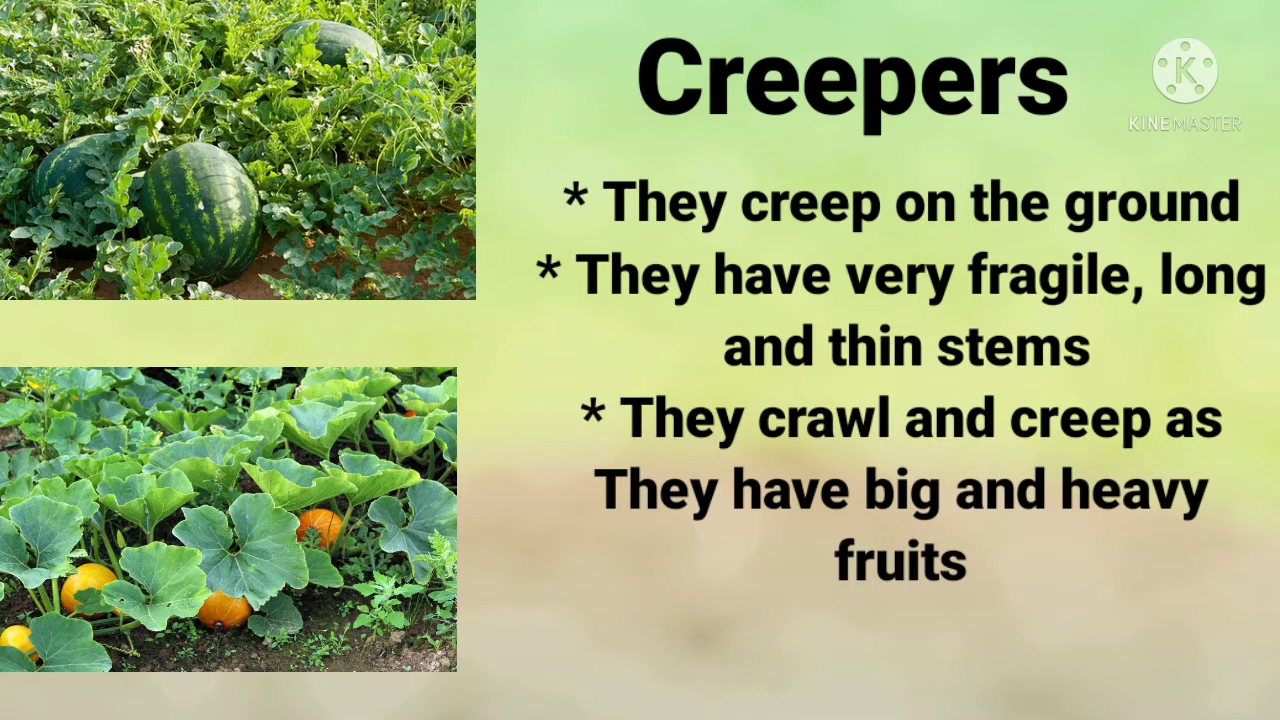 Creepers
K
KINEMASTER
* They creep on the ground
* They have very fragile, long
and thin stems
* They crawl and creep as
They have big and heavy
fruits